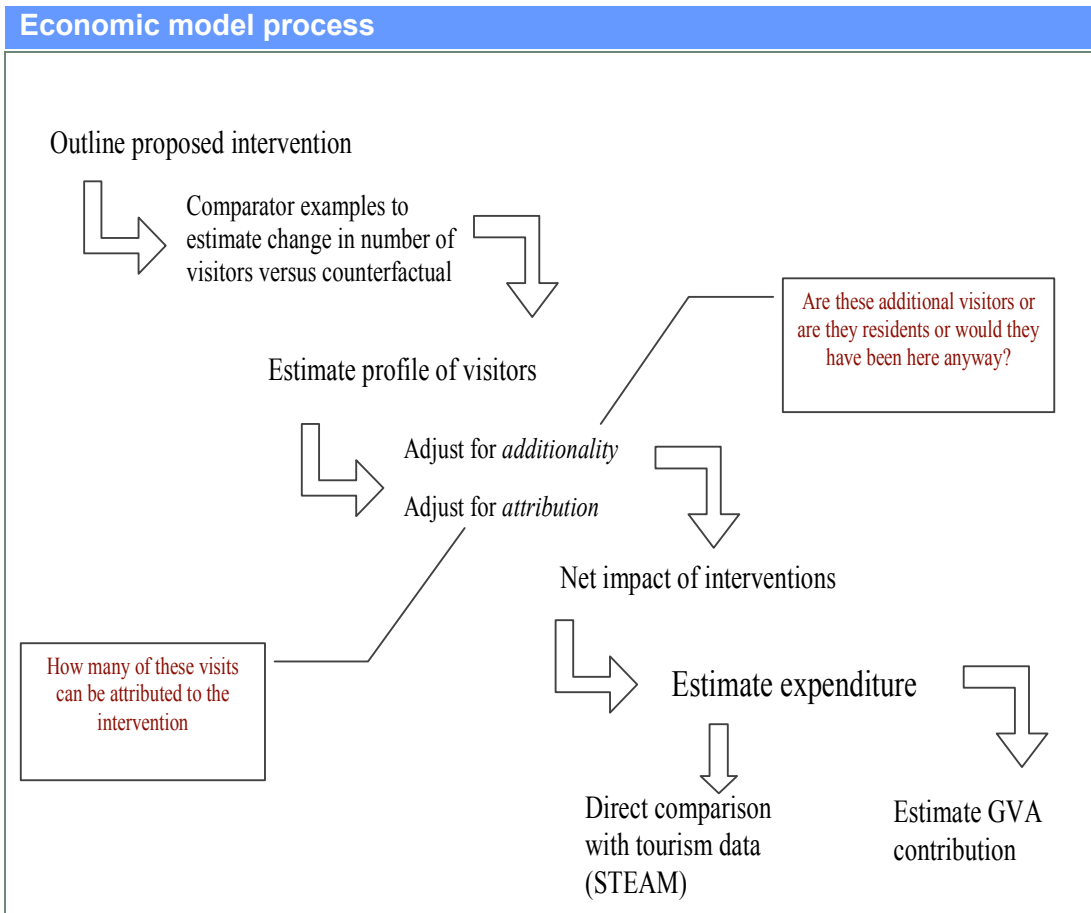 Economic model process
Outline proposed intervention
Comparator examples to
estimate change in number of
visitors versus counterfactual
Are these additional visitors or
are they residents or would they
have been here anyway?
Estimate profile of visitors
Adjust for additionality
Adjust for attribution
Net impact of interventions
How many of these visits
can be attributed to the
intervention
Estimate expenditure
Direct comparison
with tourism data
(STEAM)
Estimate GVA
contribution